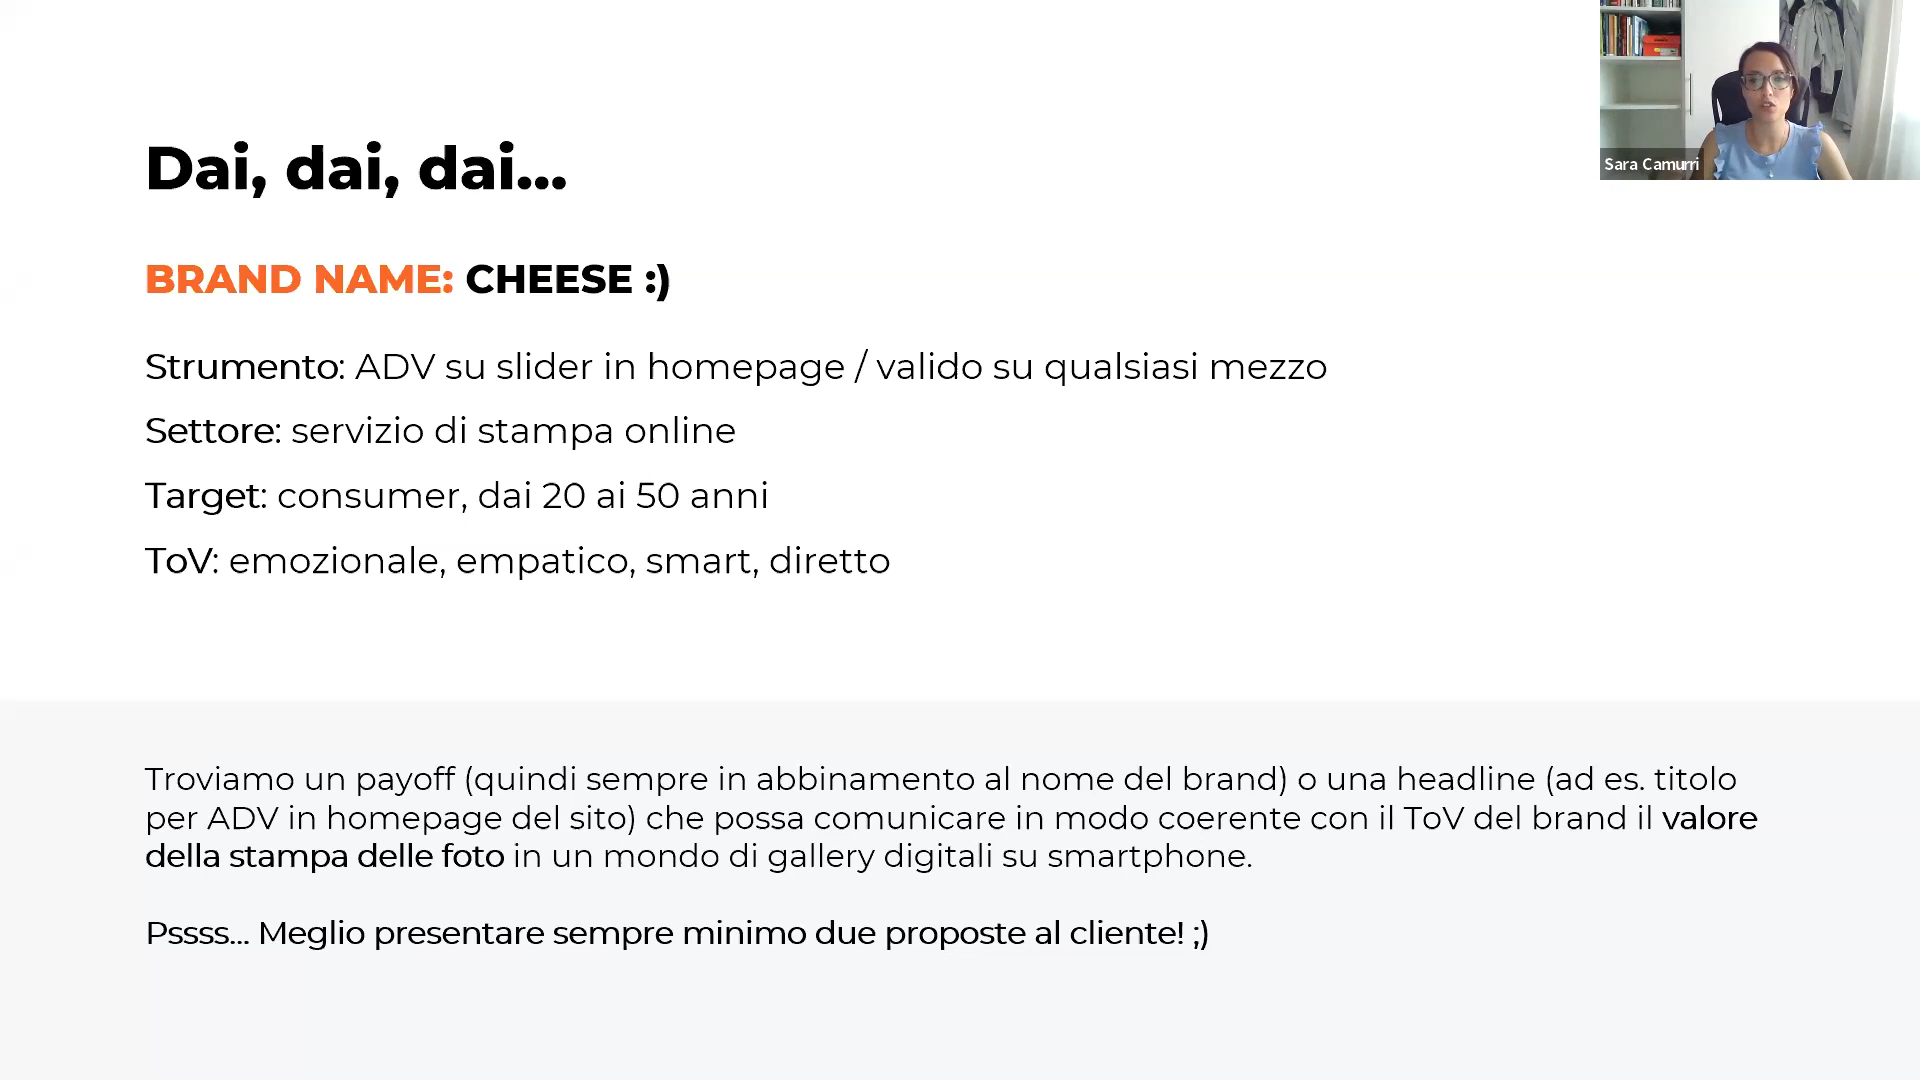 Sara Camurri
Dai, dai, dai...
BRAND NAME: CHEESE :)
Strumento: ADV su slider in homepage / valido su qualsiasi mezzo
Settore: servizio di stampa online
Target: consumer, dai 20 ai 50 anni
ToV: emozionale, empatico, smart, diretto
Troviamo un payoff (quindi sempre in abbinamento al nome del brand) o una headline (ad es. titolo
per ADV in homepage del sito) che possa comunicare in modo coerente con il ToV del brand il valore
della stampa delle foto in un mondo di gallery digitali su smartphone.
Pssss... Meglio presentare sempre minimo due proposte al cliente! ;)